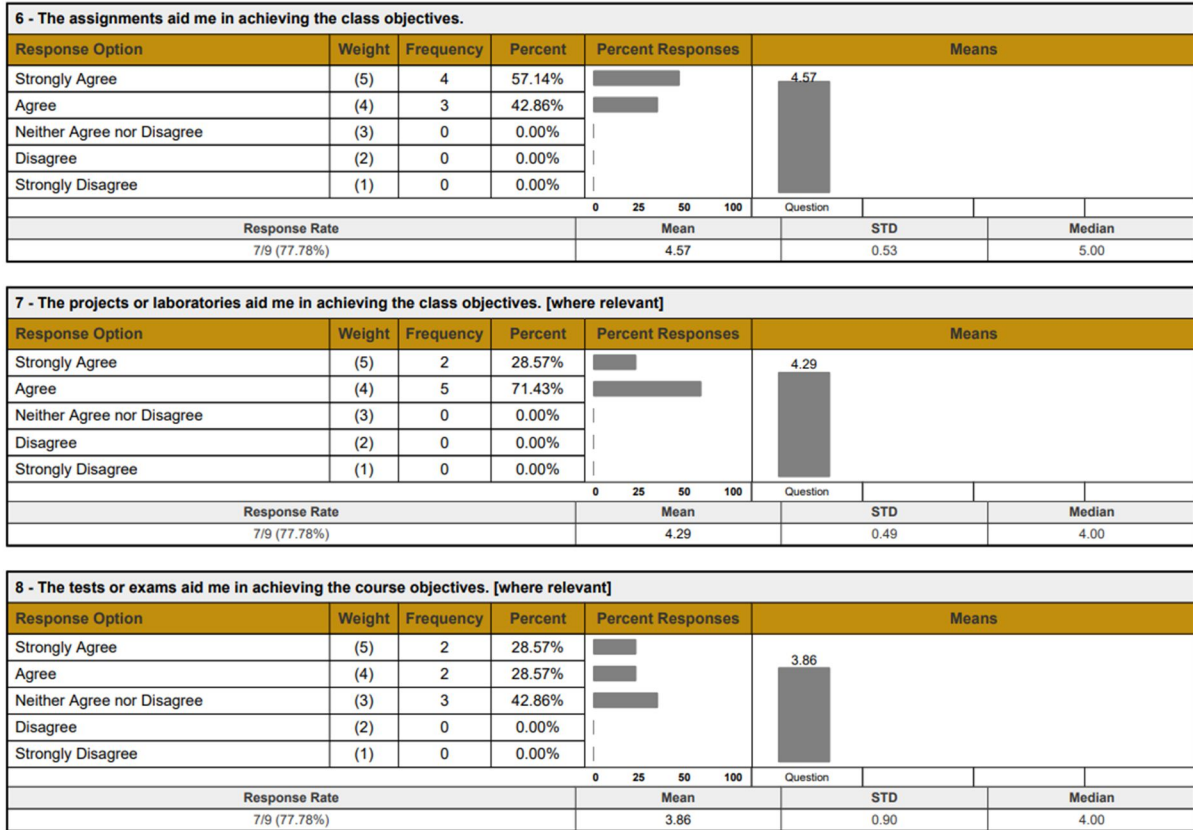 6 - The assignments aid me in achieving the class objectives.
Response Option Weight Frequency Percent Percent Responses Means
Strongly Agree (5) 4 57.14% 4.57
Agree (4) 3 42.86%
Neither Agree nor Disagree (3) 0 0.00%
Disagree (2) 0 0.00%
Strongly Disagree (1) 0 0.00%
0 25 50 100 Question
Response Rate Mean STD Median
7/9 (77.78%) 4.57 0.53 5.00
7 - The projects or laboratories aid me in achieving the class objectives. [where relevant]
Response Option Weight Frequency Percent Percent Responses Means
Strongly Agree (5) 2 28.57% 4.29
Agree (4) 5 71.43%
Neither Agree nor Disagree (3) 0 0.00%
Disagree (2) 0 0.00%
Strongly Disagree (1) 0 0.00%
0 25 50 100 Question
Response Rate Mean STD Median
7/9 (77.78%) 4.29 0.49 4.00
8 - The tests or exams aid me in achieving the course objectives. [where relevant]
Response Option Weight Frequency Percent Percent Responses Means
Strongly Agree (5) 2 28.57% 3.86
Agree (4) 2 28.57%
Neither Agree nor Disagree (3) 3 42.86%
Disagree (2) 0 0.00%
Strongly Disagree (1) 0 0.00%
0 25 50 100 Question
Response Rate Mean STD Median
7/9 (77.78%) 3.86 0.90 4.00